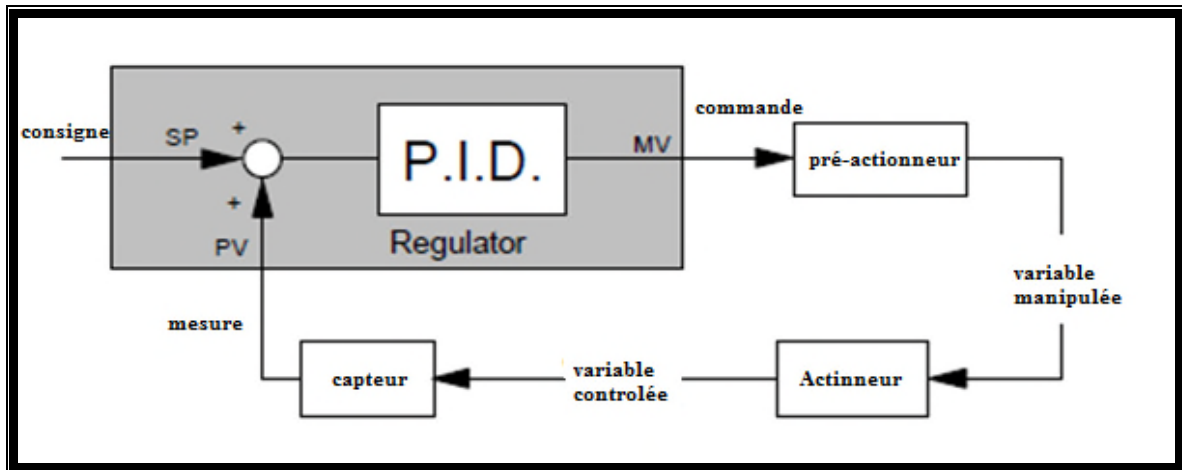 consigne
SP
+
+
PV
P.I.D.
Regulator
MV
commande
pré-actionneur
variable
manipulée
Actinneur
variable
controlée
capteur
mesure